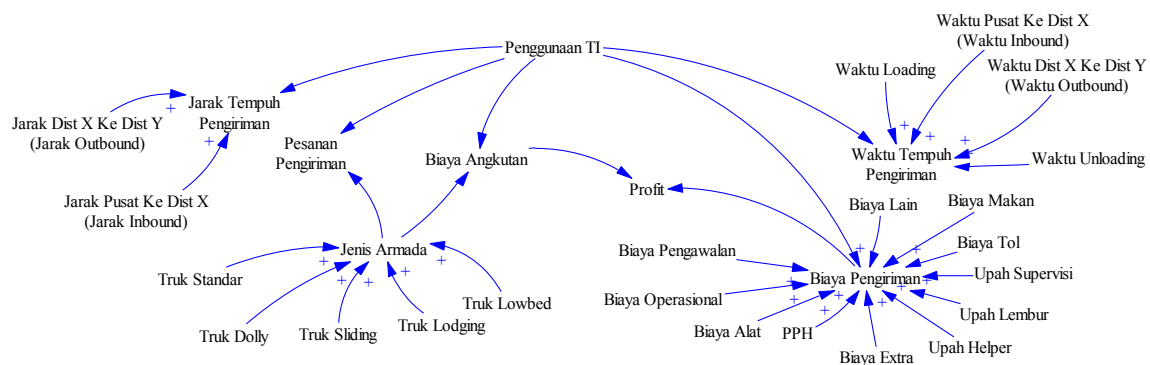 Waktu Pusat Ke Dist X
(Waktu Inbound)
Penggunaan TI
Waktu Loading
Waktu Dist X Ke Dist Y
(Waktu Outbound)
Jarak Tempuh
Pengiriman
+
Jarak Dist X Ke Dist Y
(Jarak Outbound)
+
Pesanan
Pengiriman
Biaya Angkutan
+
+
+
Waktu Tempuh
Pengiriman
Waktu Unloading
Profit
Jarak Pusat Ke Dist X
(Jarak Inbound)
Biaya Lain
Biaya Makan
Biaya Pengawalan
+
+
Biaya Tol
Jenis Armada
+
+
+
+
+
Truk Standar
Biaya Pengiriman
Upah Supervisi
+
+
+
+
+
+
+
+
Biaya Operasional
Truk Lowbed
Upah Lembur
Truk Dolly
Truk Sliding
Truk Lodging
Biaya Alat
PPH
Biaya Extra
Upah Helper